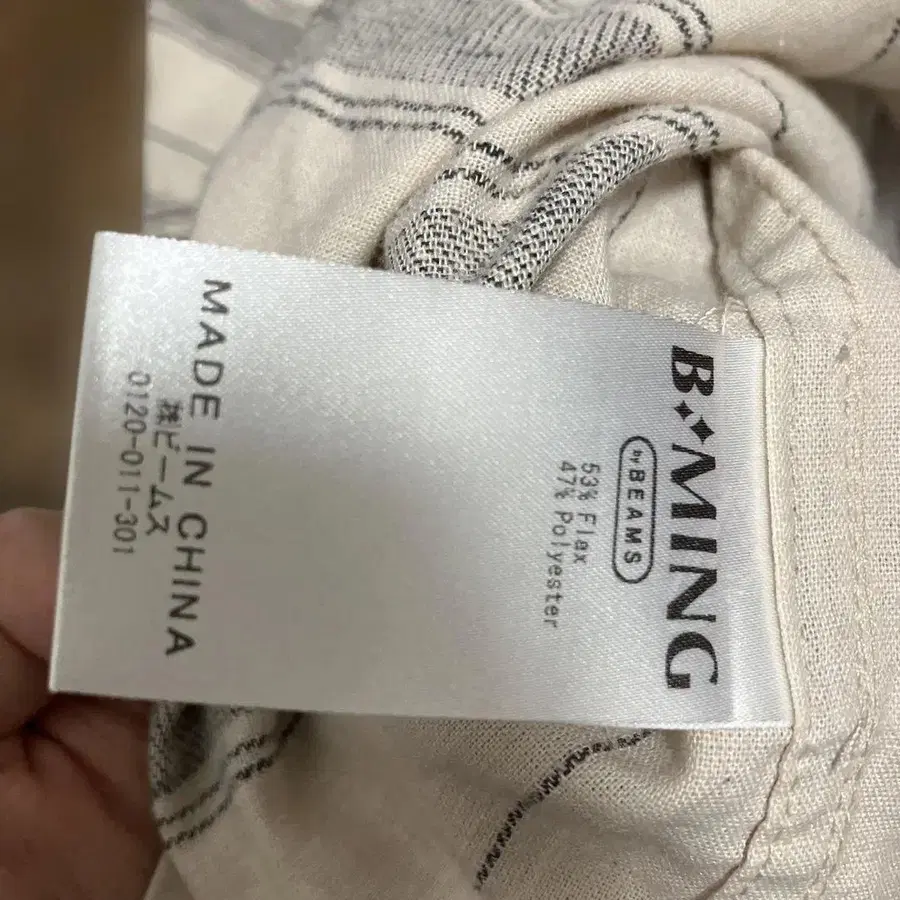 B MING
by BEAMS
53% Flax
47% Polyester
MADE IN CHINA
㈱ビームス
0120-011-301